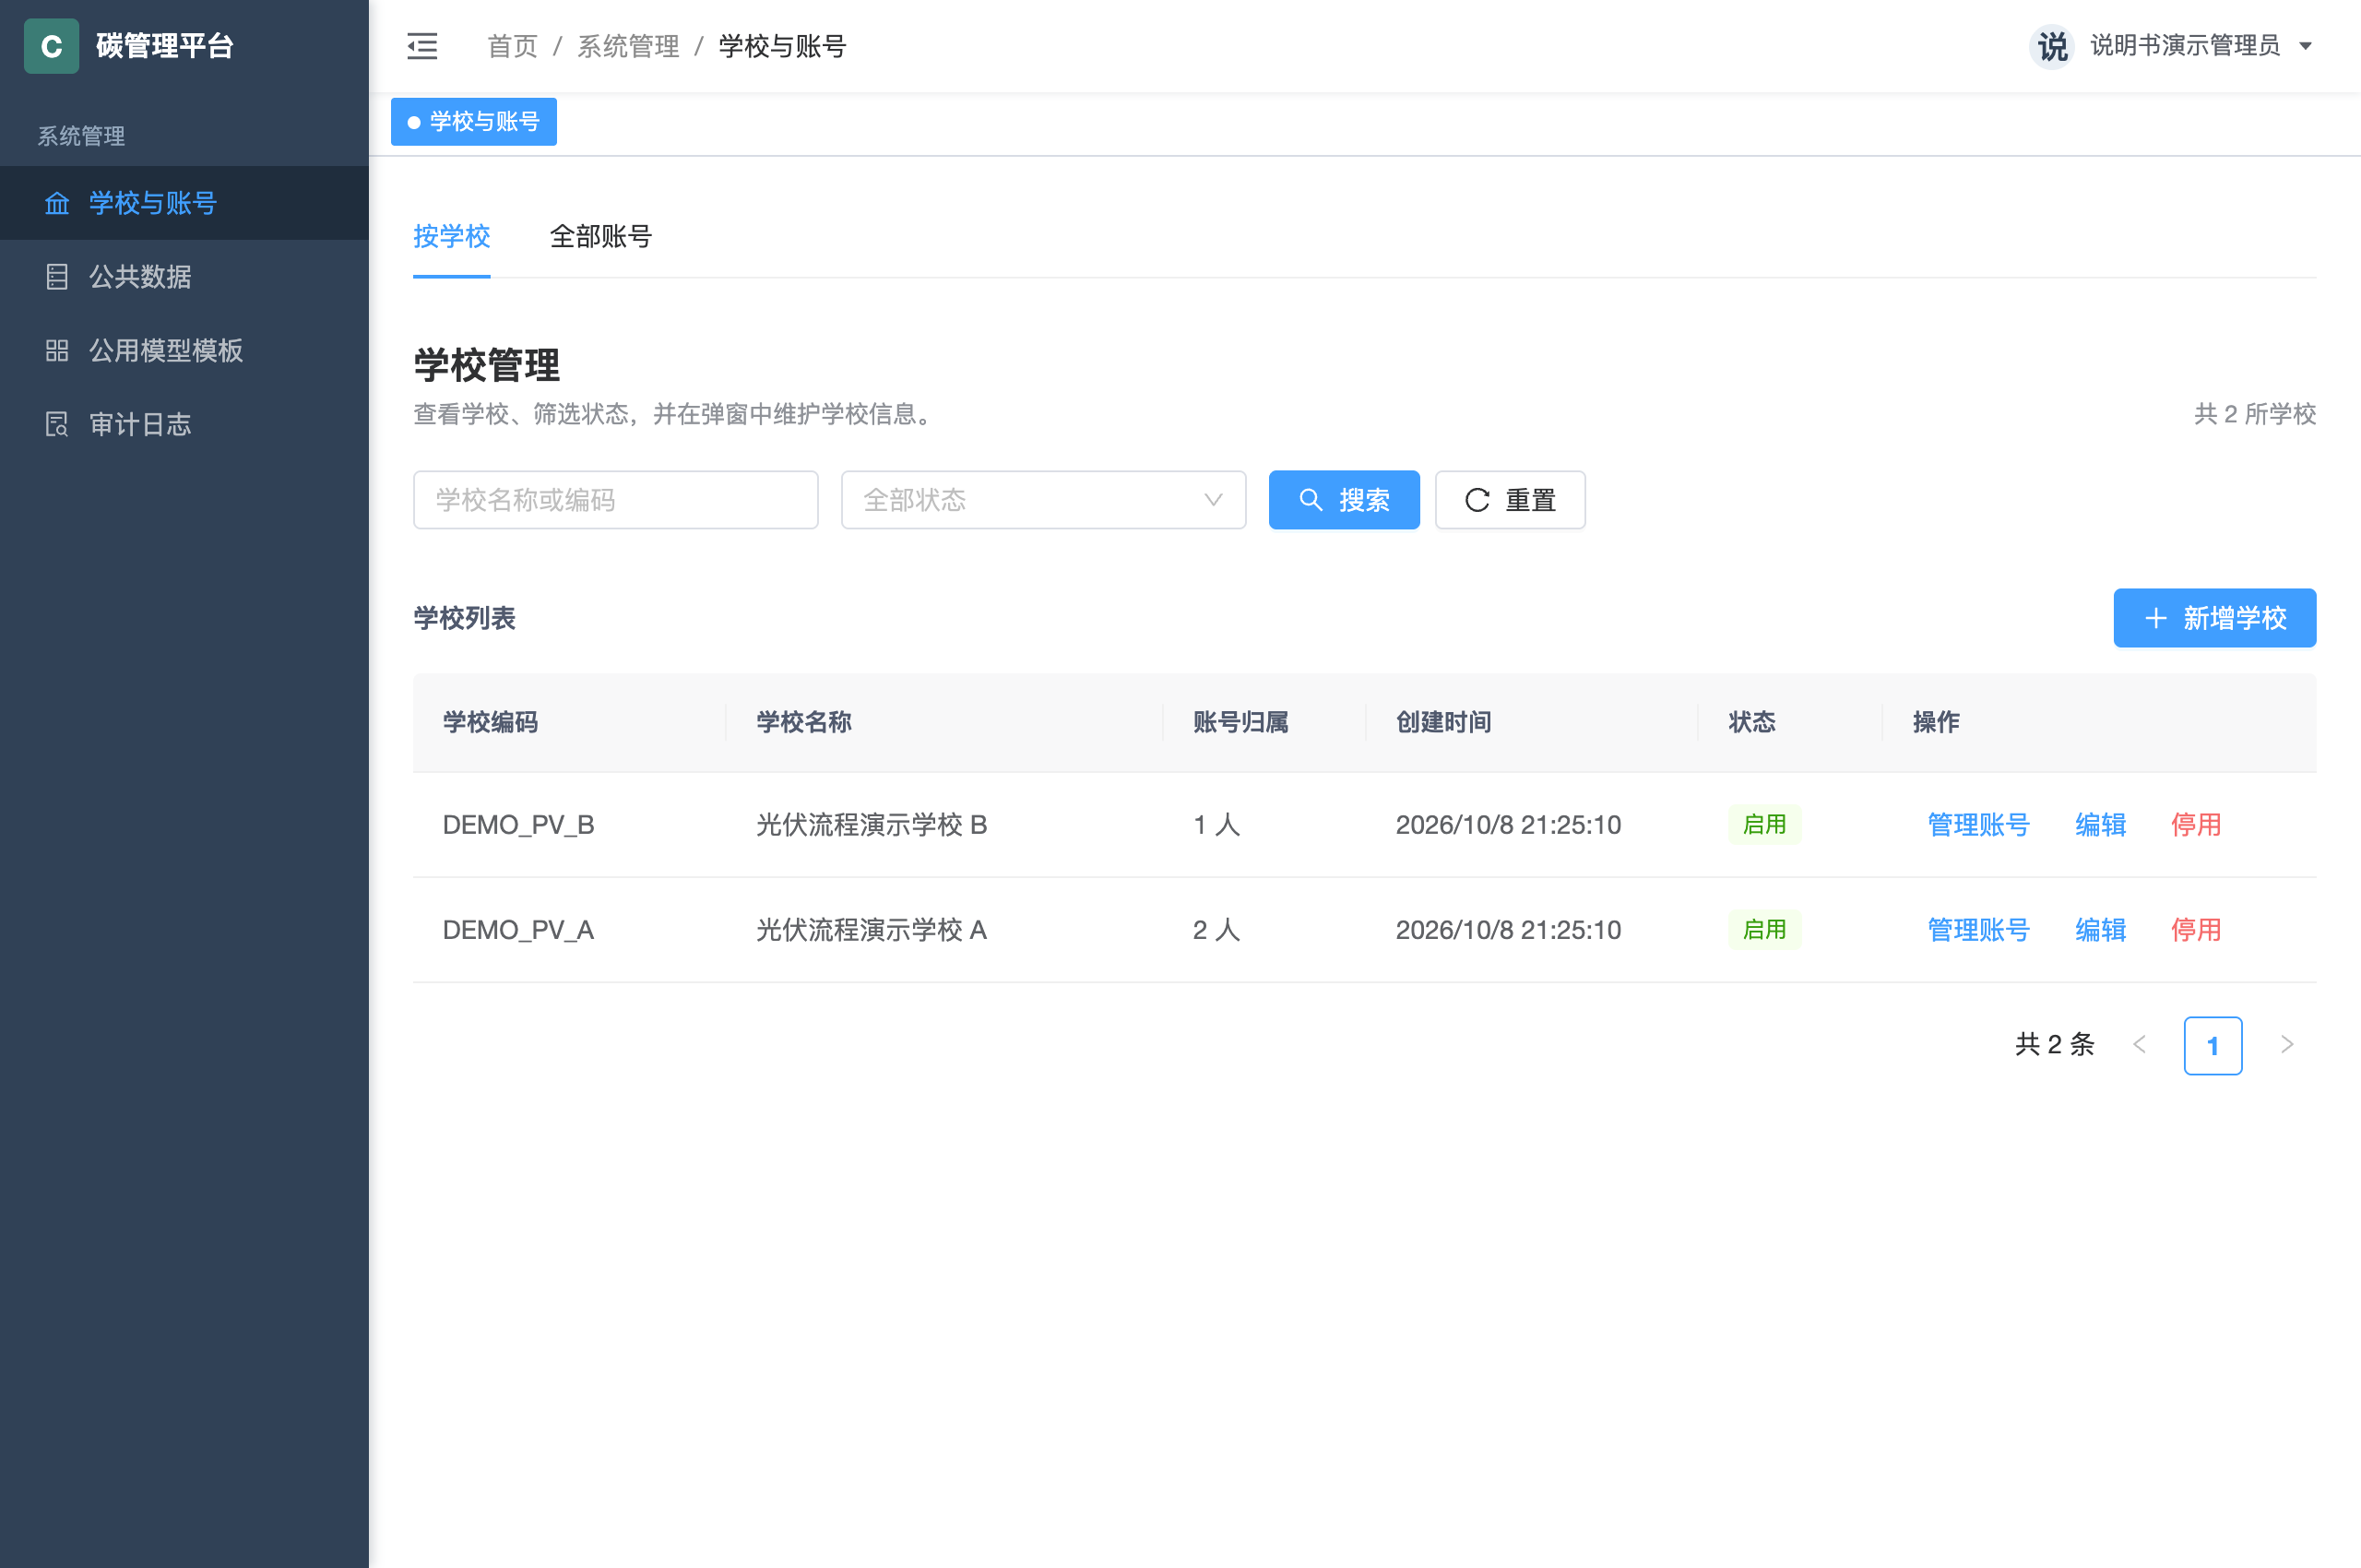 C 碳管理平台
首页 / 系统管理 / 学校与账号
说 说明书演示管理员
系统管理
学校与账号
公共数据
公用模型模板
审计日志
学校与账号
按学校 全部账号
学校管理
查看学校、筛选状态，并在弹窗中维护学校信息。 共 2 所学校
学校名称或编码 全部状态 搜索 重置
学校列表 新增学校
学校编码 学校名称 账号归属 创建时间 状态 操作
DEMO_PV_B 光伏流程演示学校 B 1 人 2026/10/8 21:25:10 启用 管理账号 编辑 停用
DEMO_PV_A 光伏流程演示学校 A 2 人 2026/10/8 21:25:10 启用 管理账号 编辑 停用
共 2 条 1